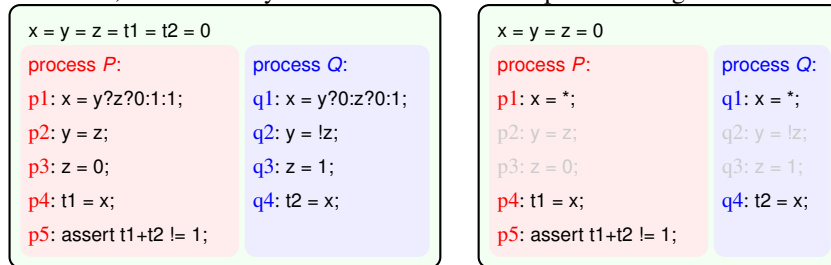 x = y = z = t1 = t2 = 0
process P:
p1: x = y?z?0:1:1;
p2: y = z;
p3: z = 0;
p4: t1 = x;
p5: assert t1+t2 != 1;
process Q:
q1: x = y?0:z?0:1;
q2: y = !z;
q3: z = 1;
q4: t2 = x;
x = y = z = 0
process P:
p1: x = *;
p2: y = z;
p3: z = 0;
p4: t1 = x;
p5: assert t1+t2 != 1;
process Q:
q1: x = *;
q2: y = !z;
q3: z = 1;
q4: t2 = x;